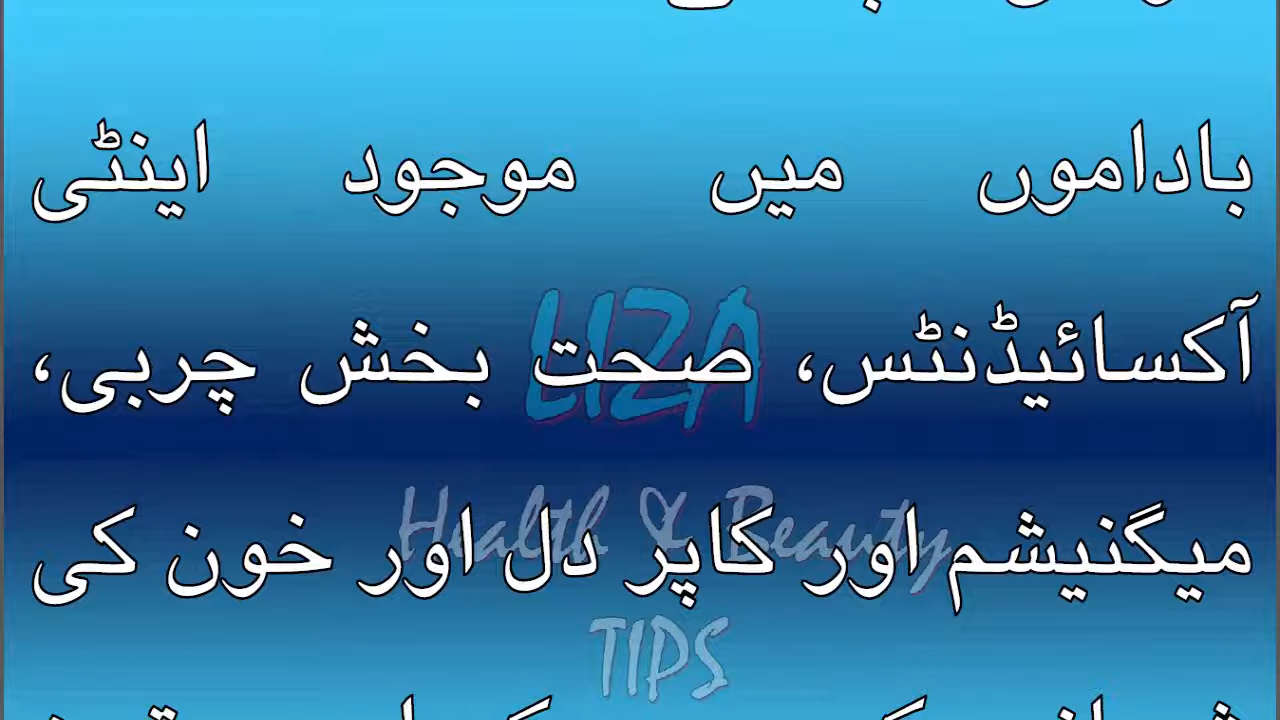 باداموں میں موجود اینٹی
آکسائیڈنٹس، صحت بخش چربی،
LIZA
میگنیشم اور کاپر دل اور خون کی
Health & Beauty
TIPS